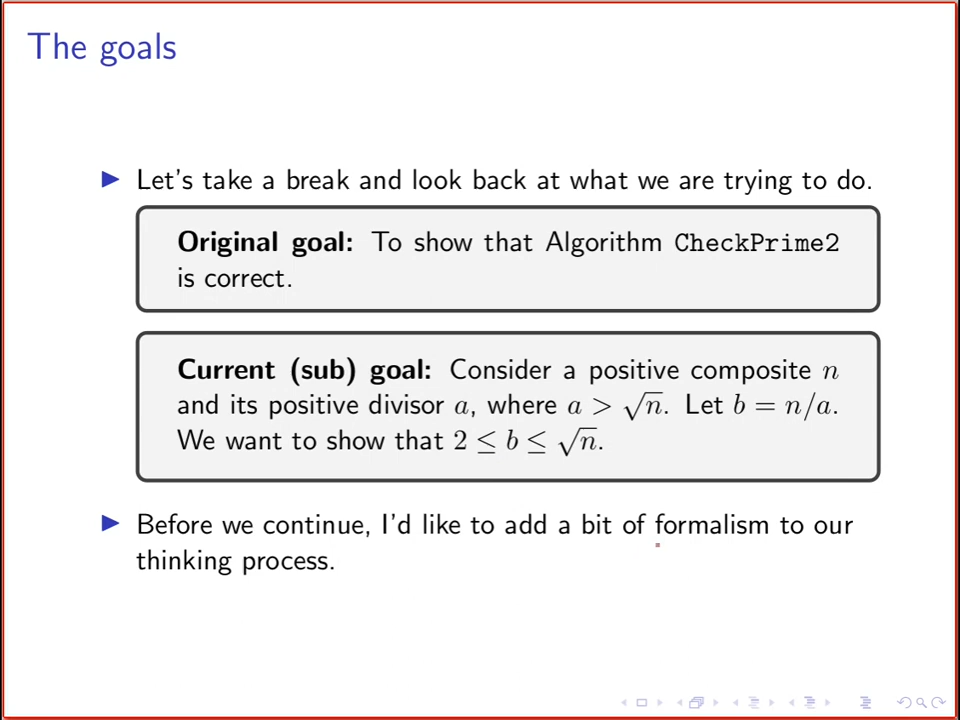 The goals
Let's take a break and look back at what we are trying to do.
Original goal: To show that Algorithm CheckPrime2
is correct.
Current (sub) goal: Consider a positive composite n
and its positive divisor a, where a > √n. Let b = n/a.
We want to show that 2 ≤ b ≤ √n.
Before we continue, I'd like to add a bit of formalism to our
thinking process.